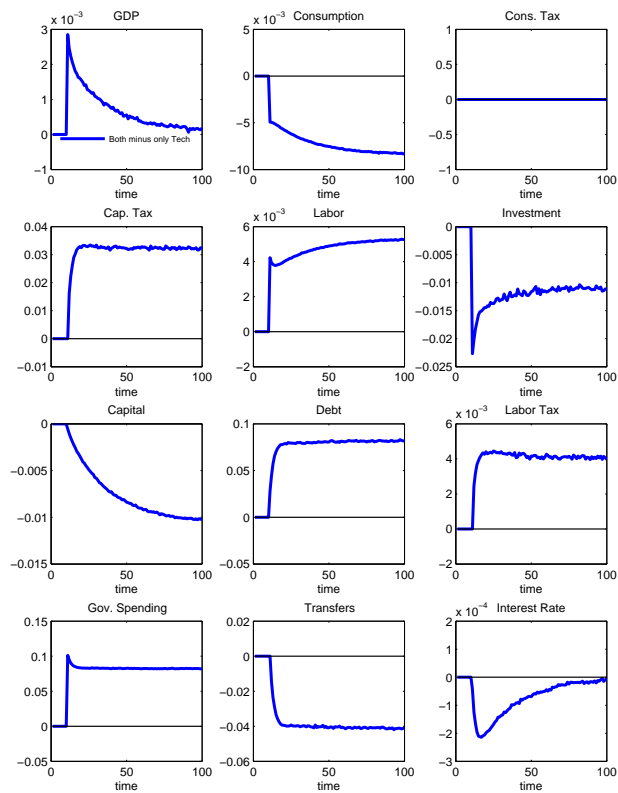 GDP
x 10⁻³
3
2
1
0
−1
Both minus only Tech
0 50 100
time
Consumption
x 10⁻³
5
0
−5
−10
0 50 100
time
Cons. Tax
1
0.5
0
−0.5
−1
0 50 100
time
Cap. Tax
0.04
0.03
0.02
0.01
0
−0.01
0 50 100
time
Labor
x 10⁻³
6
4
2
0
−2
0 50 100
time
Investment
0
−0.005
−0.01
−0.015
−0.02
−0.025
0 50 100
time
Capital
0
−0.005
−0.01
−0.015
0 50 100
time
Debt
0.1
0.05
0
−0.05
0 50 100
time
Labor Tax
x 10⁻³
6
4
2
0
−2
0 50 100
time
Gov. Spending
0.15
0.1
0.05
0
−0.05
0 50 100
time
Transfers
0.02
0
−0.02
−0.04
−0.06
0 50 100
time
Interest Rate
x 10⁻⁴
2
1
0
−1
−2
−3
0 50 100
time